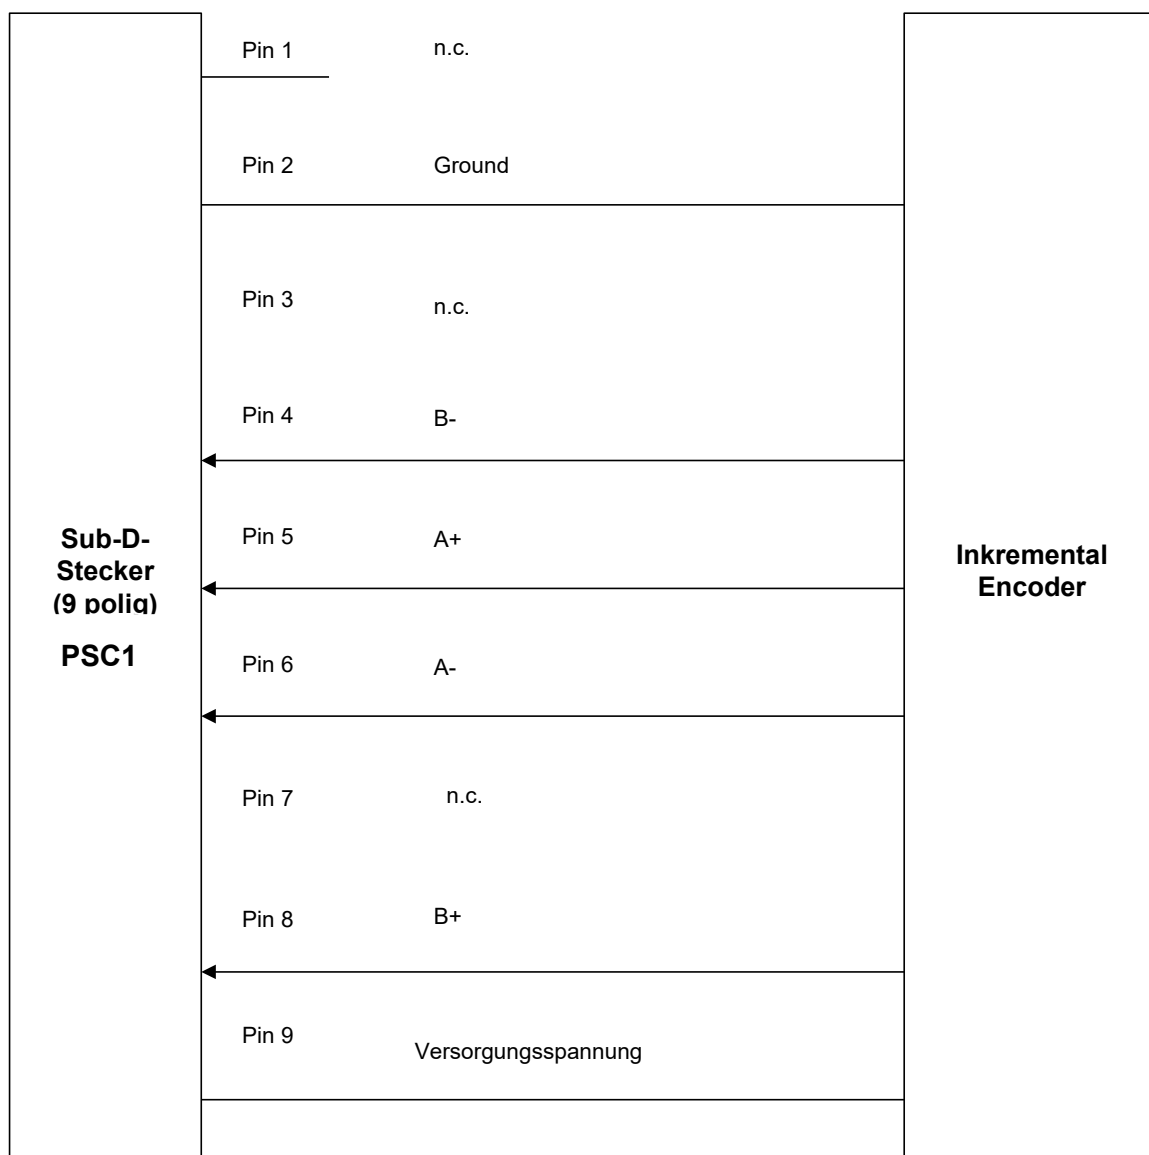 Pin 1 n.c.
Pin 2 Ground
Pin 3 n.c.
Pin 4 B-
Sub-D-
Stecker
(9 polig)
PSC1
Pin 5 A+
Inkremental
Encoder
Pin 6 A-
Pin 7 n.c.
Pin 8 B+
Pin 9 Versorgungsspannung